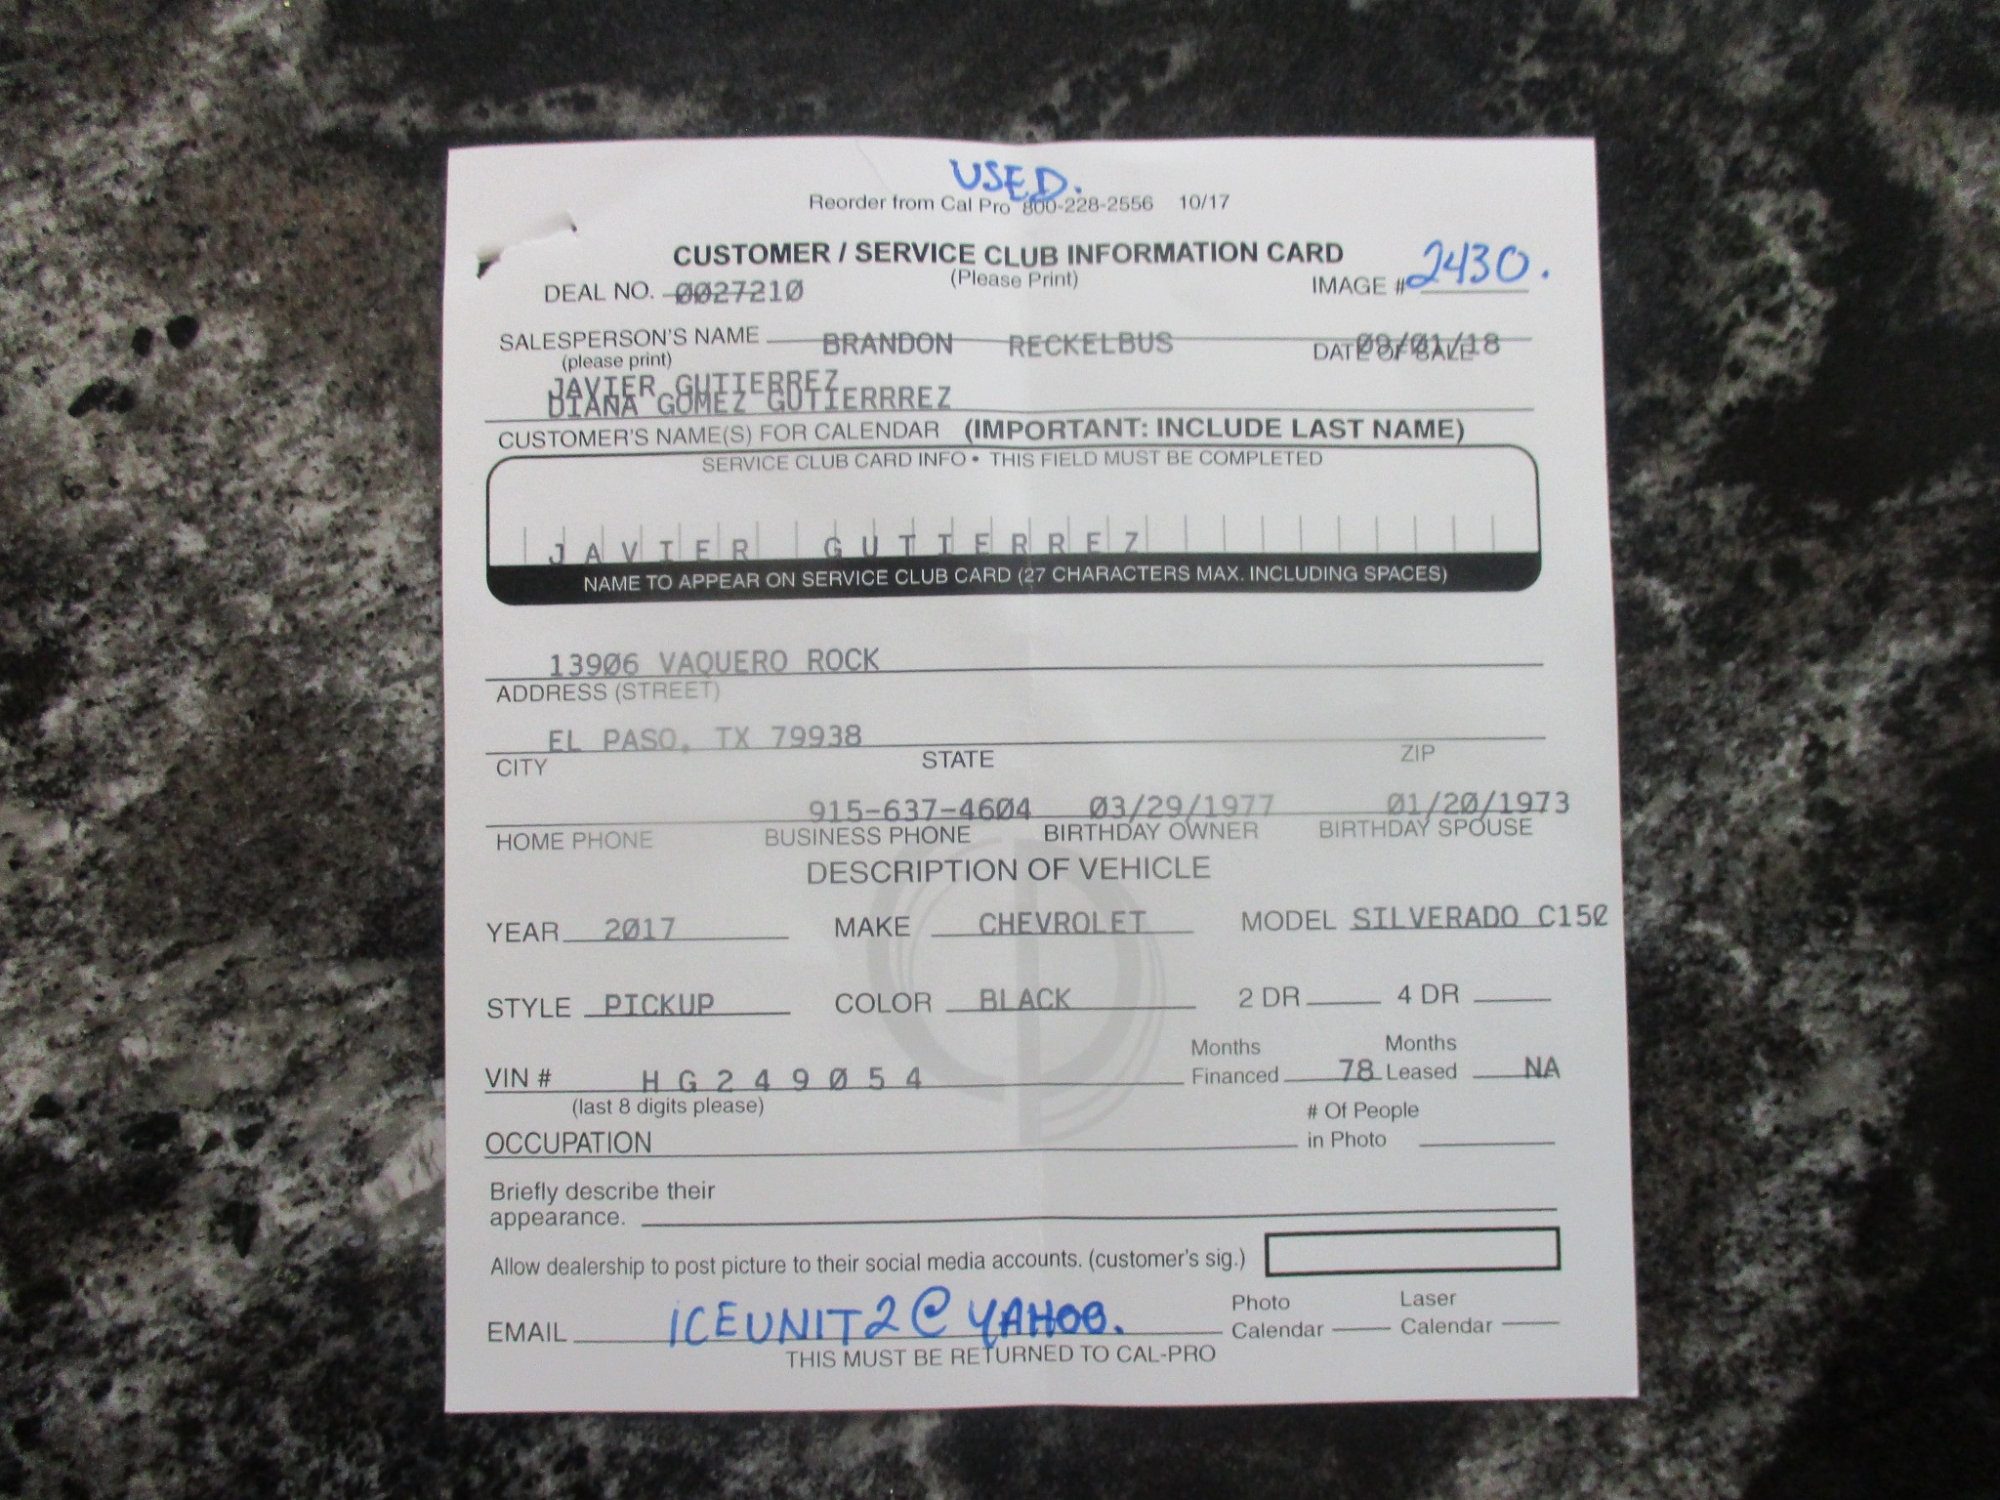 USED.
Reorder from Cal Pro 800-228-2556 10/17
CUSTOMER / SERVICE CLUB INFORMATION CARD
(Please Print)
DEAL NO. 0027210 IMAGE # 2430.
SALESPERSON'S NAME BRANDON RECKELBUS DATE OF SALE /01/18
(please print)
JAVIER GUTIERREZ
DIANA GOMEZ GUTIERRREZ
CUSTOMER'S NAME(S) FOR CALENDAR (IMPORTANT: INCLUDE LAST NAME)
SERVICE CLUB CARD INFO • THIS FIELD MUST BE COMPLETED
JAVIER GUTIERREZ
NAME TO APPEAR ON SERVICE CLUB CARD (27 CHARACTERS MAX. INCLUDING SPACES)
13906 VAQUERO ROCK
ADDRESS (STREET)
EL PASO, TX 79938
CITY STATE ZIP
915-637-4604 03/29/1977 01/20/1973
HOME PHONE BUSINESS PHONE BIRTHDAY OWNER BIRTHDAY SPOUSE
DESCRIPTION OF VEHICLE
YEAR 2017 MAKE CHEVROLET MODEL SILVERADO C150
STYLE PICKUP COLOR BLACK 2 DR 4 DR
Months Months
VIN # HG249054 Financed 78 Leased NA
(last 8 digits please) # Of People
OCCUPATION in Photo
Briefly describe their
appearance.
Allow dealership to post picture to their social media accounts. (customer's sig.)
Photo Laser
EMAIL ICEUNIT2@YAHOO. Calendar Calendar
THIS MUST BE RETURNED TO CAL-PRO